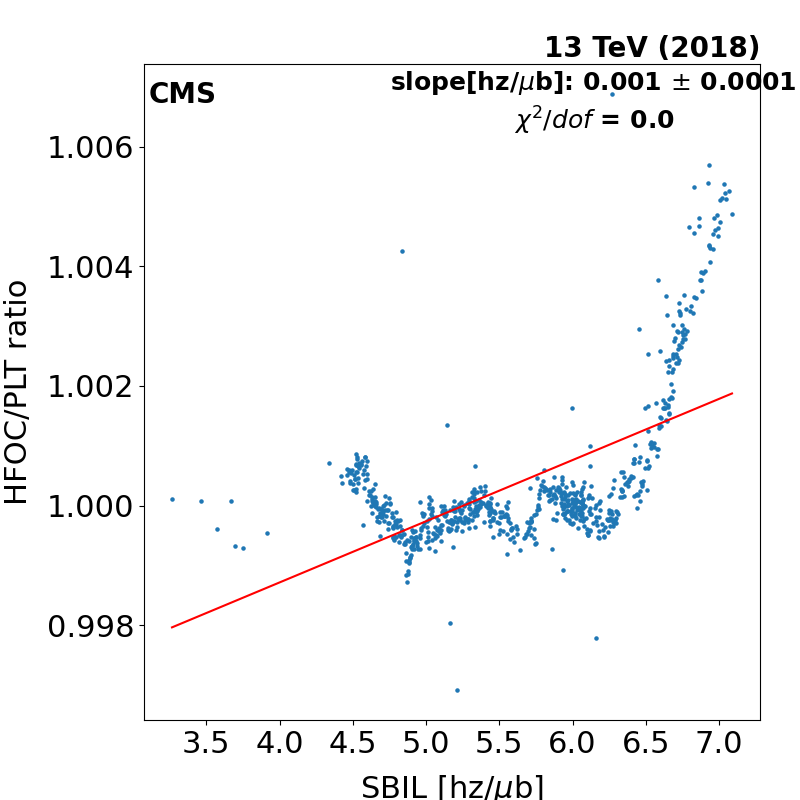 13 TeV (2018)
CMS
slope[hz/μb]: 0.001 ± 0.0001
χ²/dof = 0.0
HFOC/PLT ratio
1.006
1.004
1.002
1.000
0.998
3.5 4.0 4.5 5.0 5.5 6.0 6.5 7.0
SBIL [hz/μb]